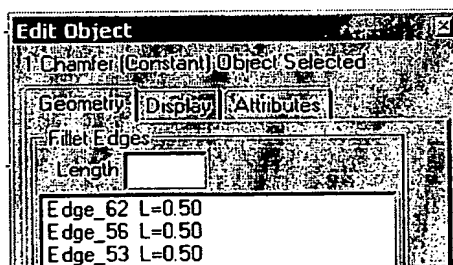 Edit Object
1 Chamfer (Constant) Object Selected
Geometry Display Attributes
Fillet Edges
Length
Edge_62 L=0.50
Edge_56 L=0.50
Edge_53 L=0.50